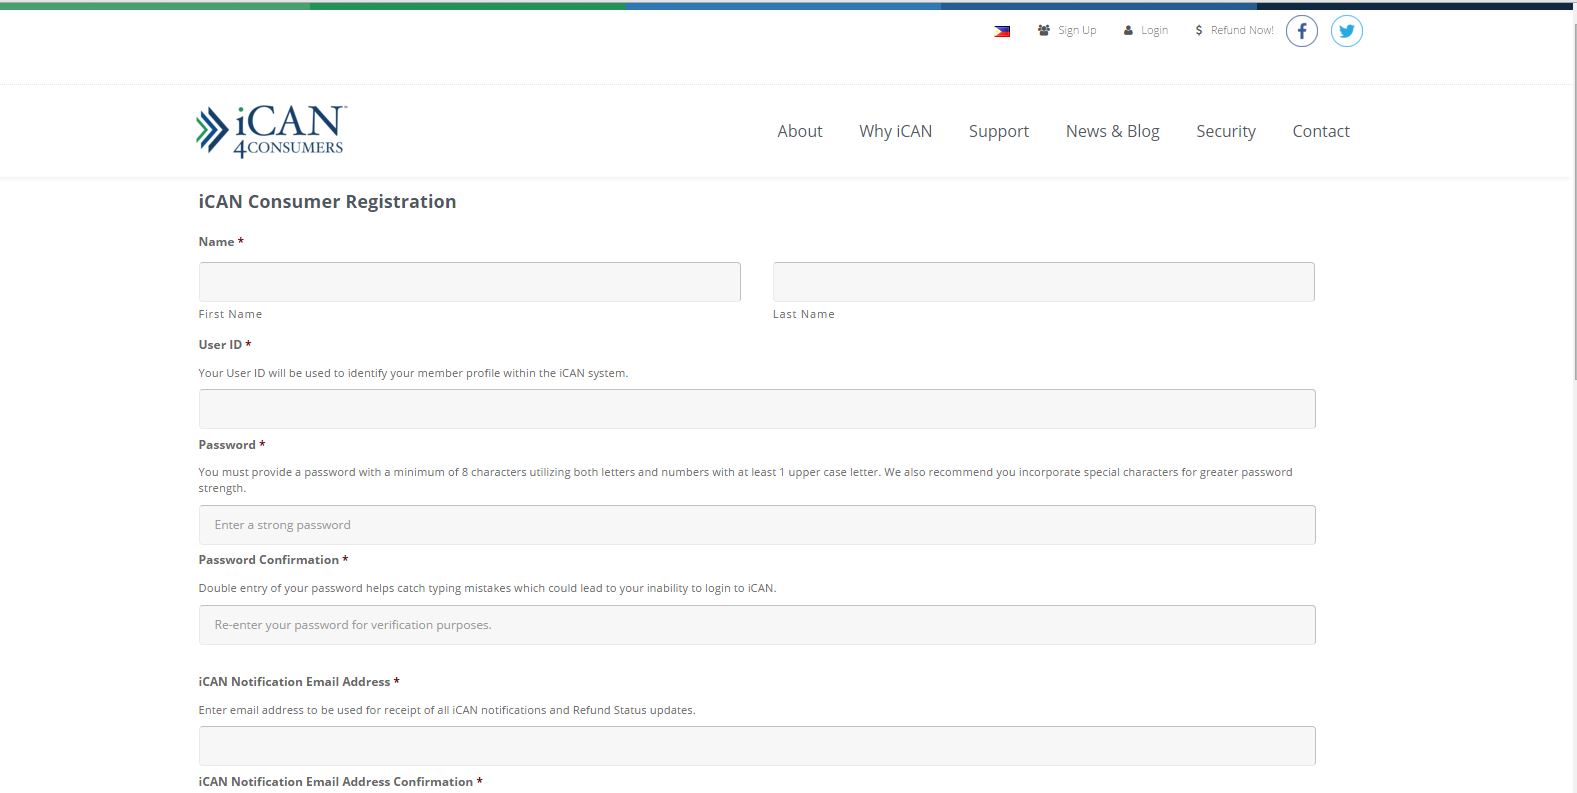 Sign Up
Login
$ Refund Now!
iCAN™
4CONSUMERS
About
Why iCAN
Support
News & Blog
Security
Contact
iCAN Consumer Registration
Name *
First Name
Last Name
User ID *
Your User ID will be used to identify your member profile within the iCAN system.
Password *
You must provide a password with a minimum of 8 characters utilizing both letters and numbers with at least 1 upper case letter. We also recommend you incorporate special characters for greater password
strength.
Enter a strong password
Password Confirmation *
Double entry of your password helps catch typing mistakes which could lead to your inability to login to iCAN.
Re-enter your password for verification purposes.
iCAN Notification Email Address *
Enter email address to be used for receipt of all iCAN notifications and Refund Status updates.
iCAN Notification Email Address Confirmation *